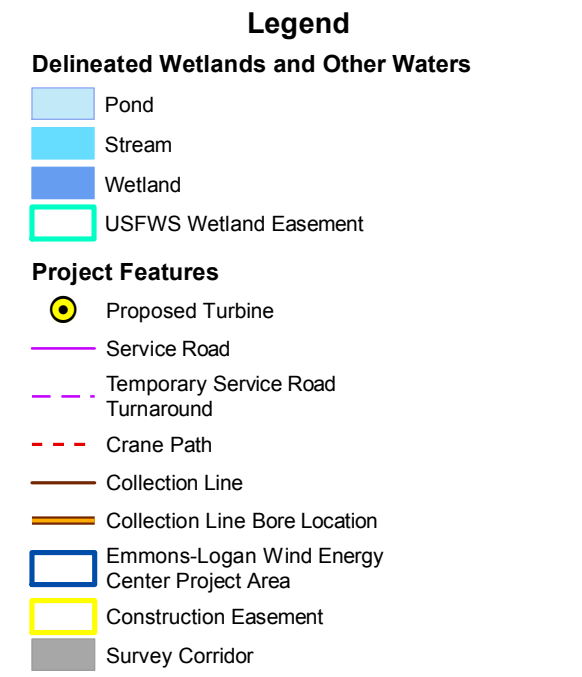 Legend
Delineated Wetlands and Other Waters
Pond
Stream
Wetland
USFWS Wetland Easement
Project Features
Proposed Turbine
Service Road
Temporary Service Road
Turnaround
Crane Path
Collection Line
Collection Line Bore Location
Emmons-Logan Wind Energy
Center Project Area
Construction Easement
Survey Corridor